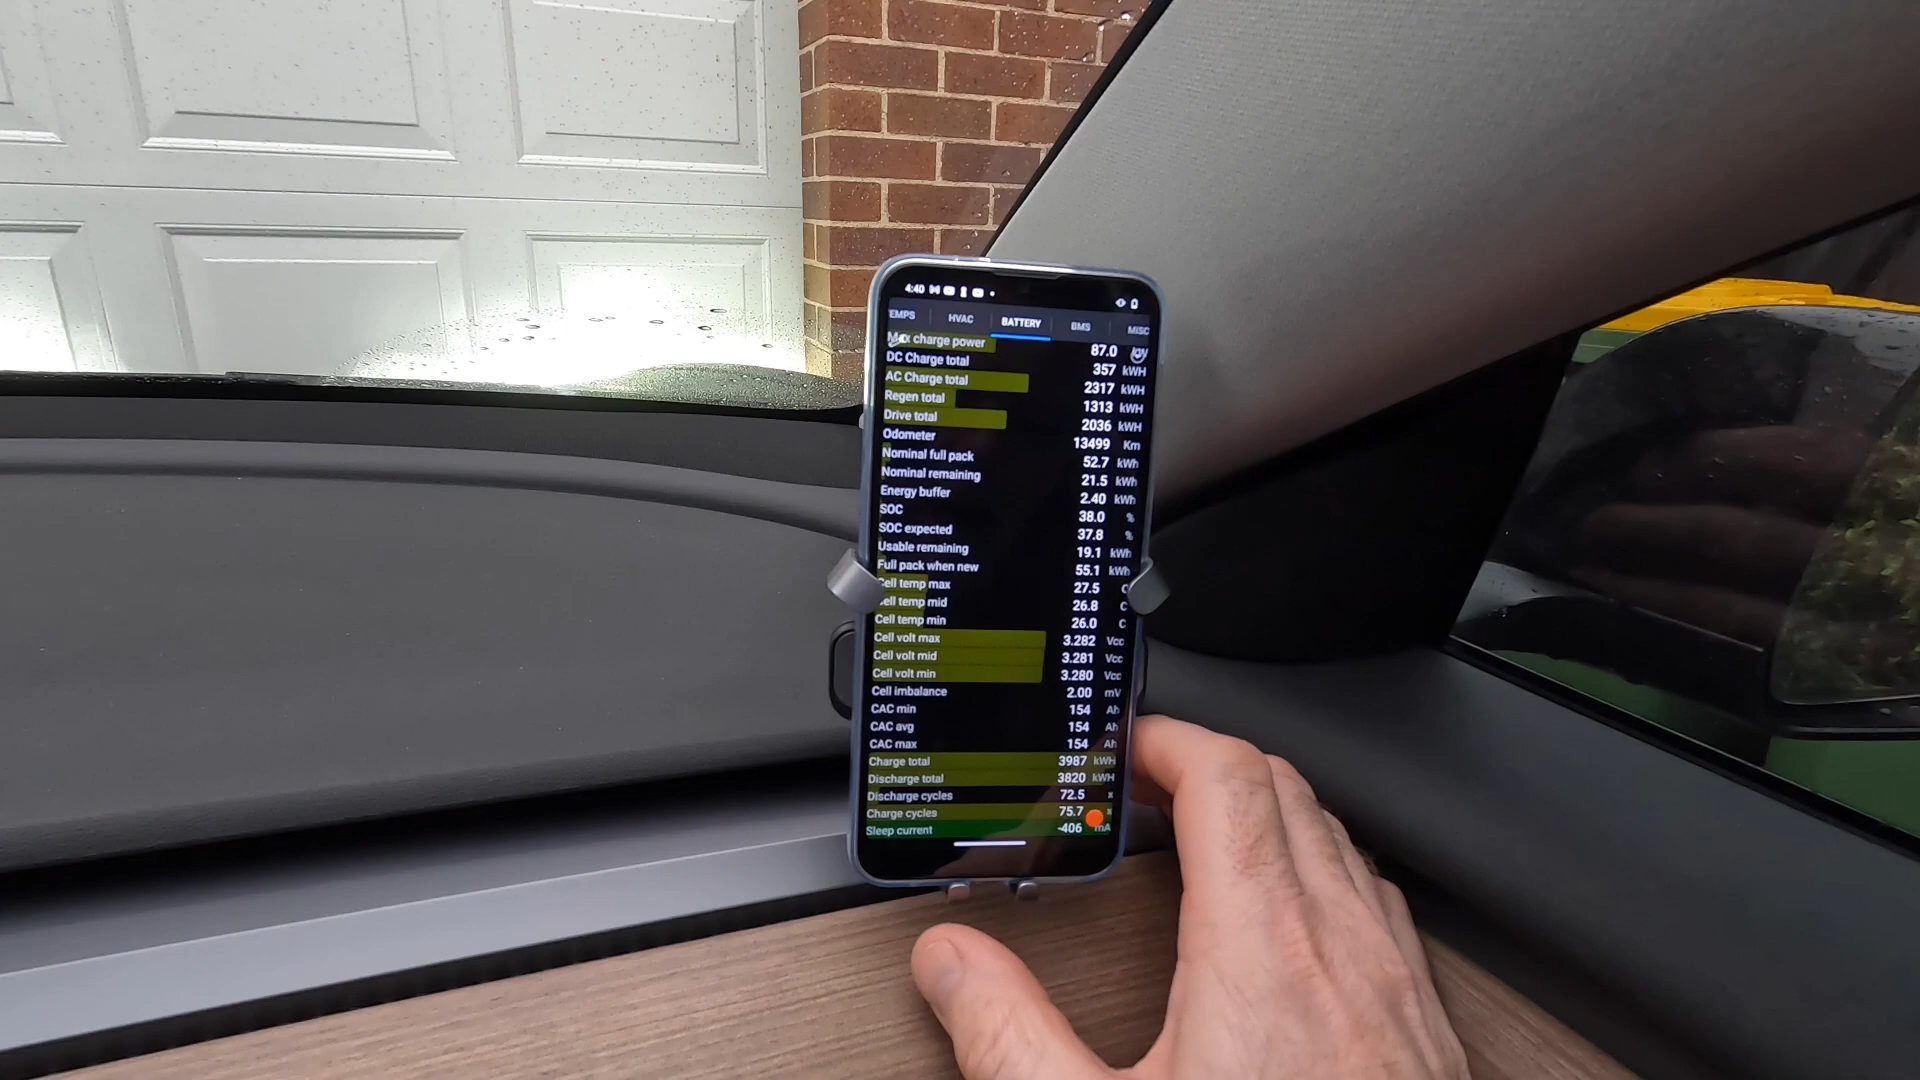 4:40
EMPS HVAC BATTERY BMS MISC
Max charge power 87.0
DC Charge total 357 kWH
AC Charge total 2317 kWH
Regen total 1313 kWH
Drive total 2036 kWH
Odometer 13499 Km
Nominal full pack 52.7 kWh
Nominal remaining 21.5 kWh
Energy buffer 2.40 kWh
SOC 38.0 %
SOC expected 37.8 %
Usable remaining 19.1 kWh
Full pack when new 55.1 kWh
Cell temp max 27.5 C
Cell temp mid 26.8 C
Cell temp min 26.0 C
Cell volt max 3.282 Vcc
Cell volt mid 3.281 Vcc
Cell volt min 3.280 Vcc
Cell imbalance 2.00 mV
CAC min 154 Ah
CAC avg 154 Ah
CAC max 154 Ah
Charge total 3987 kWH
Discharge total 3820 kWH
Discharge cycles 72.5 x
Charge cycles 75.7 x
Sleep current -406 mA